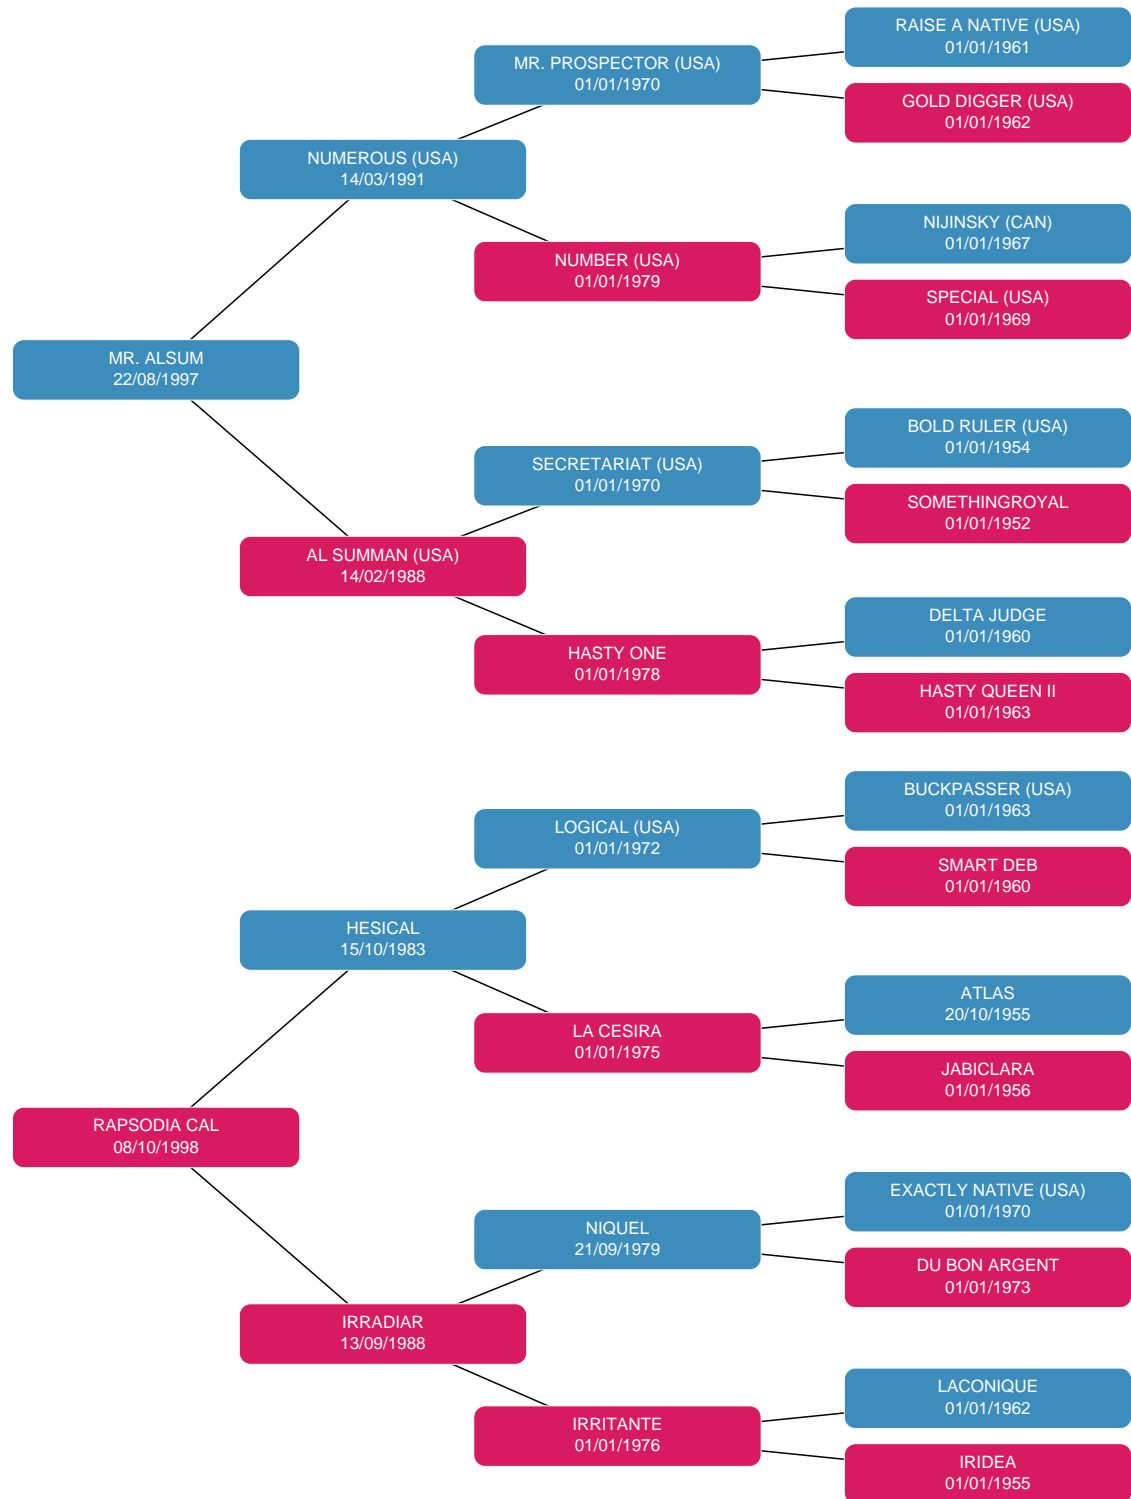 RAISE A NATIVE (USA)
01/01/1961
MR. PROSPECTOR (USA)
01/01/1970
GOLD DIGGER (USA)
01/01/1962
NUMEROUS (USA)
14/03/1991
NIJINSKY (CAN)
01/01/1967
NUMBER (USA)
01/01/1979
SPECIAL (USA)
01/01/1969
MR. ALSUM
22/08/1997
BOLD RULER (USA)
01/01/1954
SECRETARIAT (USA)
01/01/1970
SOMETHINGROYAL
01/01/1952
AL SUMMAN (USA)
14/02/1988
DELTA JUDGE
01/01/1960
HASTY ONE
01/01/1978
HASTY QUEEN II
01/01/1963
BUCKPASSER (USA)
01/01/1963
LOGICAL (USA)
01/01/1972
SMART DEB
01/01/1960
HESICAL
15/10/1983
ATLAS
20/10/1955
LA CESIRA
01/01/1975
JABICLARA
01/01/1956
RAPSODIA CAL
08/10/1998
EXACTLY NATIVE (USA)
01/01/1970
NIQUEL
21/09/1979
DU BON ARGENT
01/01/1973
IRRADIAR
13/09/1988
LACONIQUE
01/01/1962
IRRITANTE
01/01/1976
IRIDEA
01/01/1955